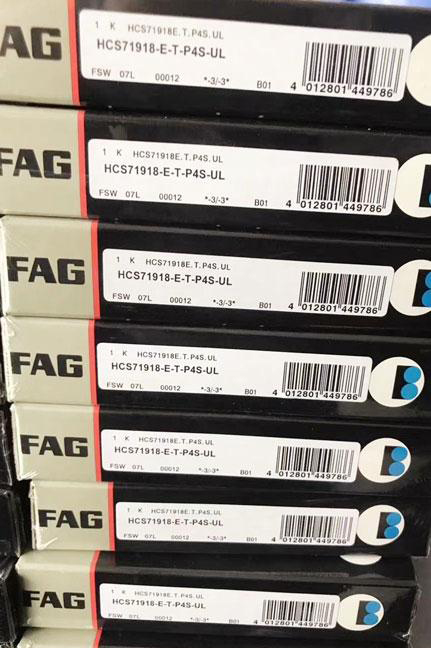 FAG
1 K HCS71918E.T.P4S.UL
HCS71918-E-T-P4S-UL
FSW 07L 00012 *-3/-3* B01 4 012801 449786
FAG
1 K HCS71918E.T.P4S.UL
HCS71918-E-T-P4S-UL
FSW 07L 00012 *-3/-3* B01 4 012801 449786
FAG
1 K HCS71918E.T.P4S.UL
HCS71918-E-T-P4S-UL
FSW 07L 00012 *-3/-3* B01 4 012801 449786
FAG
1 K HCS71918E.T.P4S.UL
HCS71918-E-T-P4S-UL
FSW 07L 00012 *-3/-3* B01 4 012801 449786
FAG
1 K HCS71918E.T.P4S.UL
HCS71918-E-T-P4S-UL
FSW 07L 00012 *-3/-3* B01 4 012801 449786
FAG
1 K HCS71918E.T.P4S.UL
HCS71918-E-T-P4S-UL
FSW 07L 00012 *-3/-3* B01 4 012801 449786
FAG
1 K HCS71918E.T.P4S.UL
HCS71918-E-T-P4S-UL
FSW 07L 00012 *-3/-3* B01 4 012801 449786